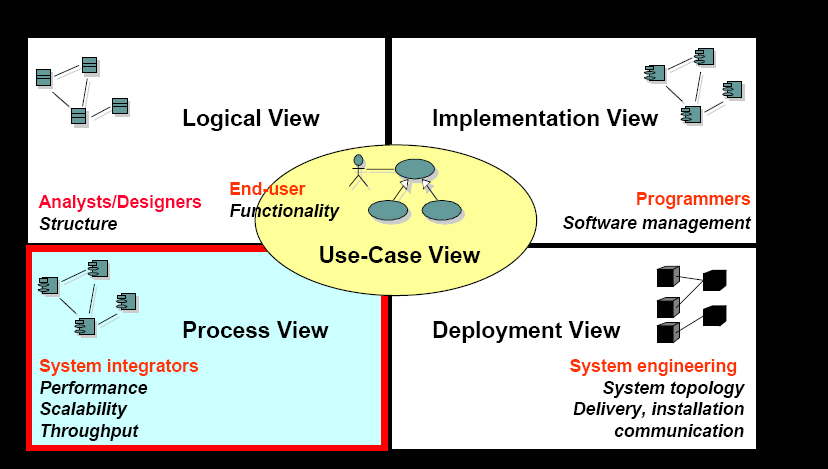 Logical View
Analysts/Designers
Structure
Implementation View
Programmers
Software management
End-user
Functionality
Use-Case View
Process View
System integrators
Performance
Scalability
Throughput
Deployment View
System engineering
System topology
Delivery, installation
communication